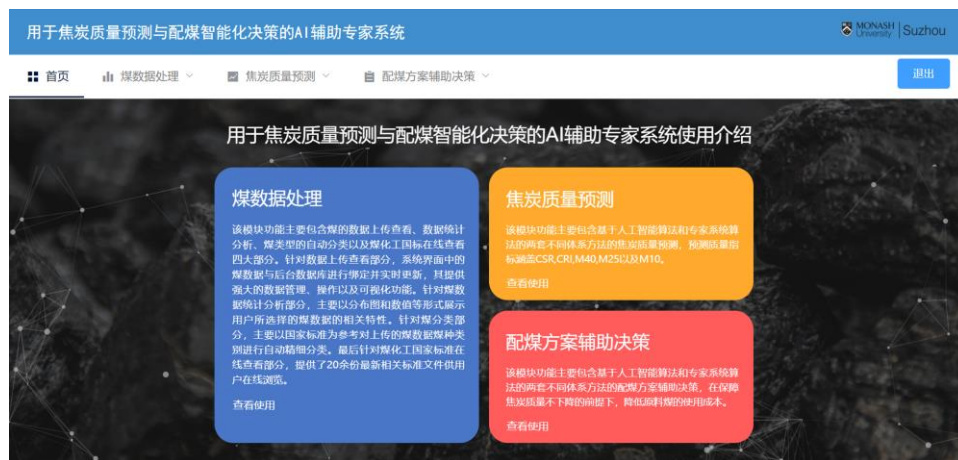 用于焦炭质量预测与配煤智能化决策的AI辅助专家系统
MONASH
University
Suzhou
首页
煤数据处理
焦炭质量预测
配煤方案辅助决策
退出
用于焦炭质量预测与配煤智能化决策的AI辅助专家系统使用介绍
煤数据处理
该模块功能主要包含煤的数据上传查看、数据统计
分析、煤类型的自动分类以及煤化工国标在线查看
四大部分。针对数据上传查看部分，系统界面中的
煤数据与后台数据库进行绑定并实时更新，其提供
强大的数据管理、操作以及可视化功能。针对煤数
据统计分析部分，主要以分布图和数值等形式展示
用户所选择的煤数据的相关特性。针对煤分类部
分，主要以国家标准为参考对上传的煤数据煤种类
别进行自动精细分类。最后针对煤化工国家标准在
线查看部分，提供了20余份最新相关标准文件供用
户在线浏览。
查看使用
焦炭质量预测
该模块功能主要包含基于人工智能算法和专家系统算
法的两套不同体系方法的焦炭质量预测，预测质量指
标涵盖CSR,CRI,M40,M25以及M10。
查看使用
配煤方案辅助决策
该模块功能主要包含基于人工智能算法和专家系统算
法的两套不同体系方法的配煤方案辅助决策，在保障
焦炭质量不下降的前提下，降低原料煤的使用成本。
查看使用